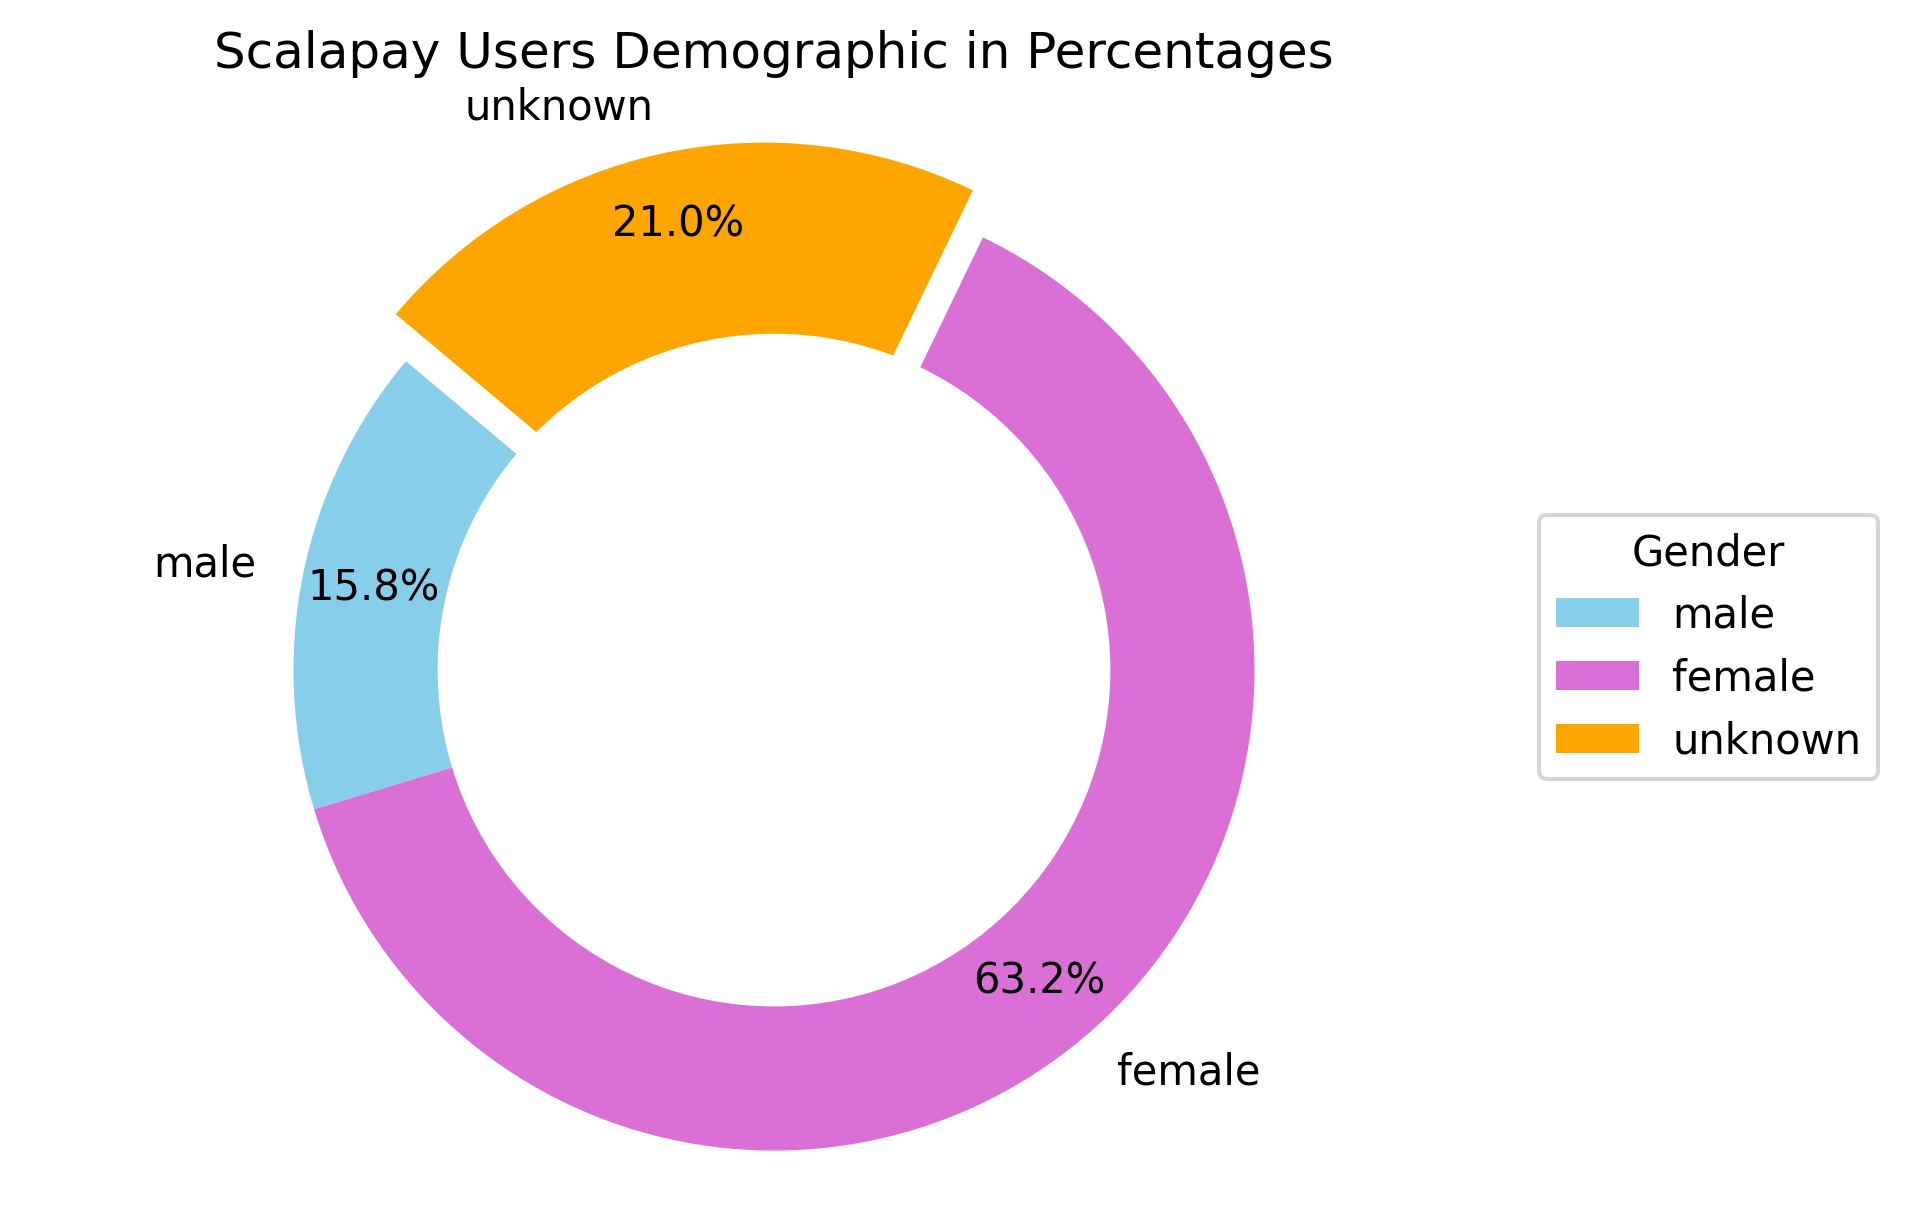 Scalapay Users Demographic in Percentages
unknown
21.0%
male
15.8%
63.2%
female
Gender
male
female
unknown